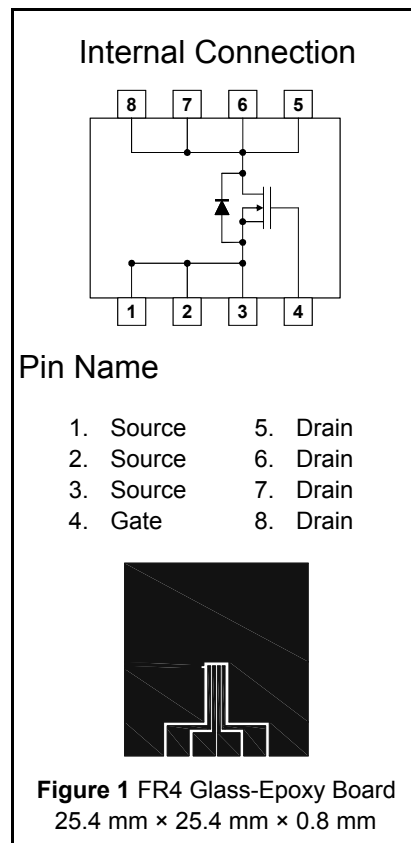 Internal Connection
8 7 6 5
1 2 3 4
Pin Name
1. Source 5. Drain
2. Source 6. Drain
3. Source 7. Drain
4. Gate 8. Drain
Figure 1 FR4 Glass-Epoxy Board
25.4 mm × 25.4 mm × 0.8 mm